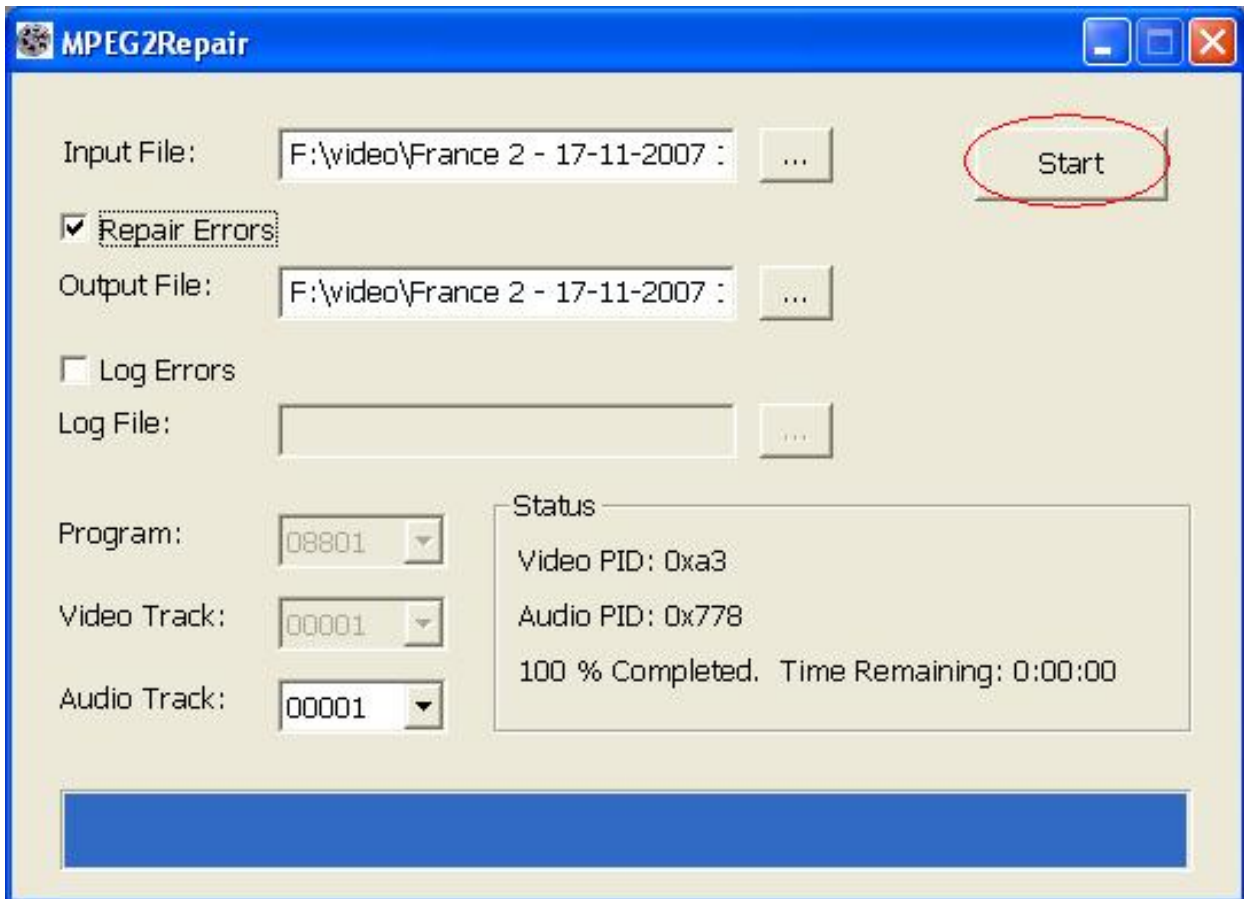 MPEG2Repair
Input File: F:\video\France 2 - 17-11-2007 ... Start
Repair Errors
Output File: F:\video\France 2 - 17-11-2007 ...
Log Errors
Log File: ...
Program: 08801
Video Track: 00001
Audio Track: 00001
Status
Video PID: 0xa3
Audio PID: 0x778
100 % Completed. Time Remaining: 0:00:00